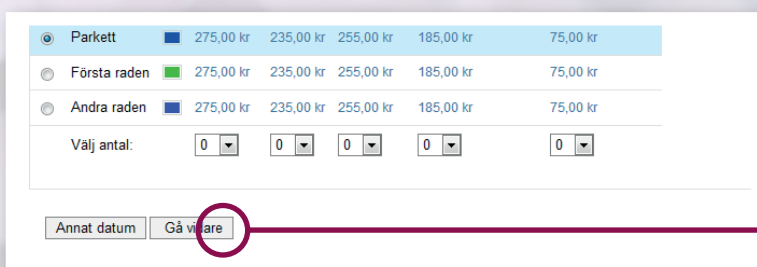 Parkett 275,00 kr 235,00 kr 255,00 kr 185,00 kr 75,00 kr
Första raden 275,00 kr 235,00 kr 255,00 kr 185,00 kr 75,00 kr
Andra raden 275,00 kr 235,00 kr 255,00 kr 185,00 kr 75,00 kr
Välj antal: 0 0 0 0 0
Annat datum Gå vidare